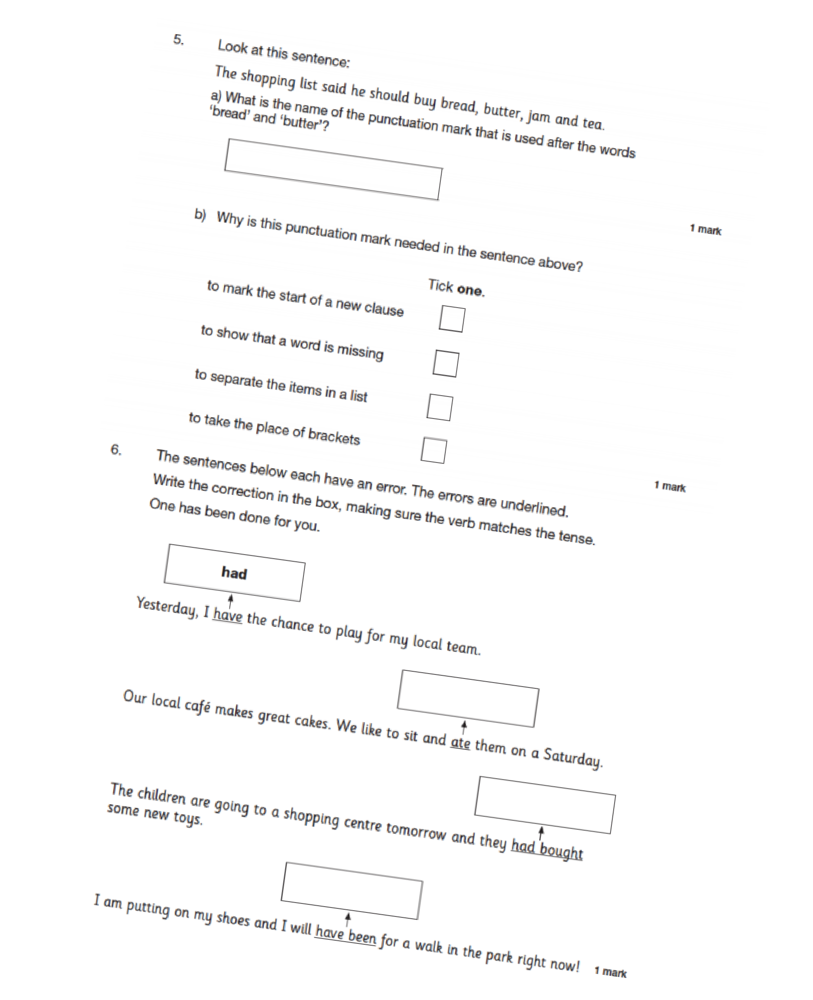 5. Look at this sentence:
The shopping list said he should buy bread, butter, jam and tea.
a) What is the name of the punctuation mark that is used after the words
‘bread’ and ‘butter’?
1 mark
b) Why is this punctuation mark needed in the sentence above?
Tick one.
to mark the start of a new clause
to show that a word is missing
to separate the items in a list
to take the place of brackets
1 mark
6. The sentences below each have an error. The errors are underlined.
Write the correction in the box, making sure the verb matches the tense.
One has been done for you.
had
Yesterday, I have the chance to play for my local team.
Our local café makes great cakes. We like to sit and ate them on a Saturday.
The children are going to a shopping centre tomorrow and they had bought
some new toys.
I am putting on my shoes and I will have been for a walk in the park right now!
1 mark